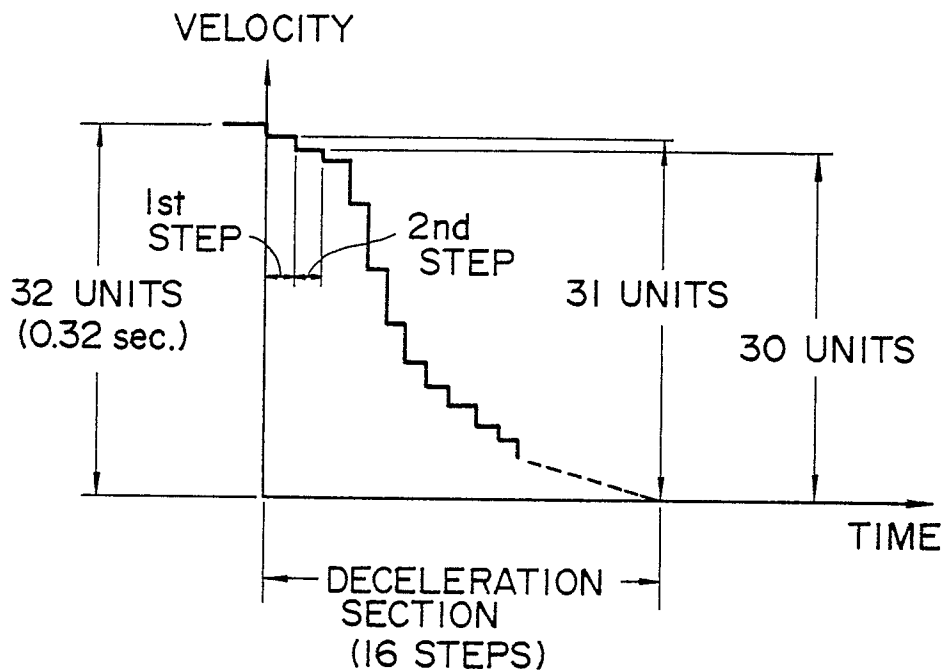 VELOCITY
1st
STEP
2nd
STEP
32 UNITS
(0.32 sec.)
31 UNITS
30 UNITS
TIME
DECELERATION
SECTION
(16 STEPS)